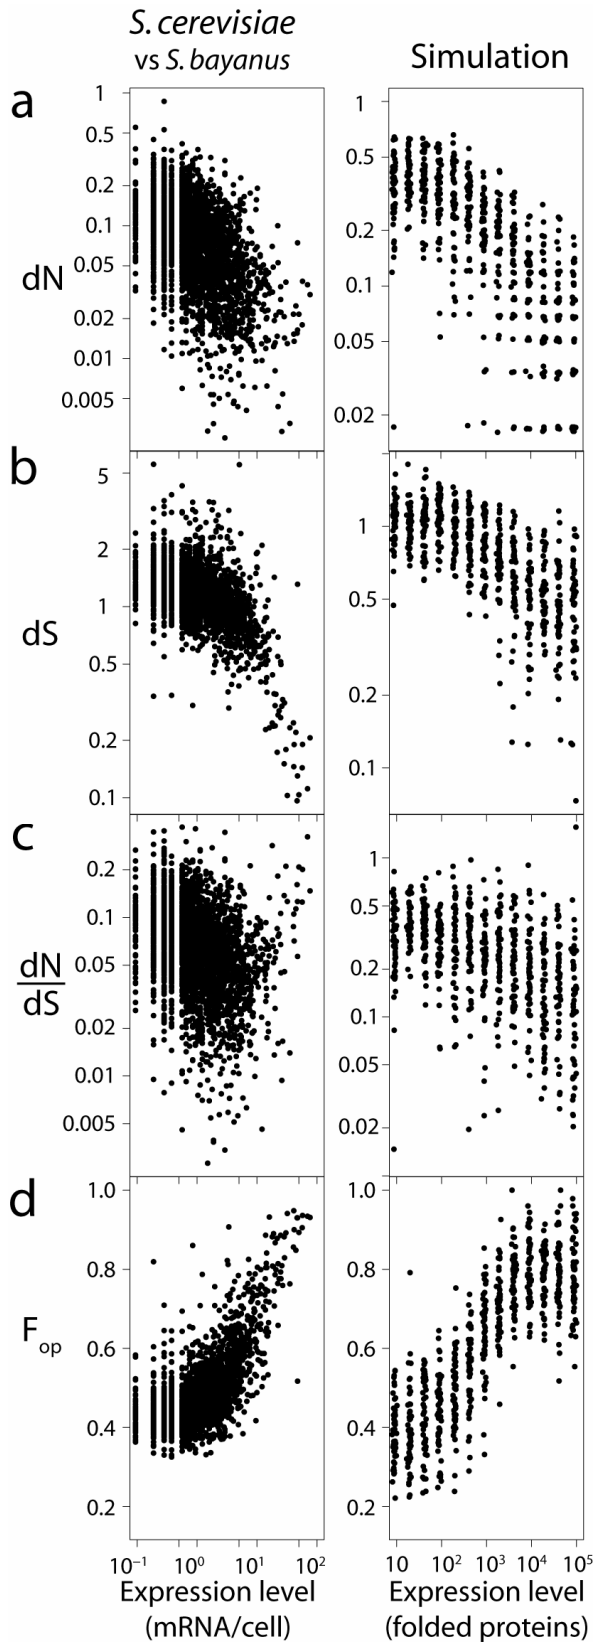 S. cerevisiae
vs S. bayanus
Simulation
a
1
0.5
0.2
0.1
0.05
0.02
0.01
0.005
dN
1
0.5
0.2
0.1
0.05
0.02
b
5
2
1
0.5
0.2
0.1
dS
1
0.5
0.2
0.1
c
0.2
0.1
0.05
0.02
0.01
0.005
dN
dS
1
0.5
0.2
0.1
0.05
0.02
d
1.0
0.8
0.6
0.4
0.2
Fop
1.0
0.8
0.6
0.4
0.2
10⁻¹ 10⁰ 10¹ 10²
Expression level
(mRNA/cell)
10 10² 10³ 10⁴ 10⁵
Expression level
(folded proteins)